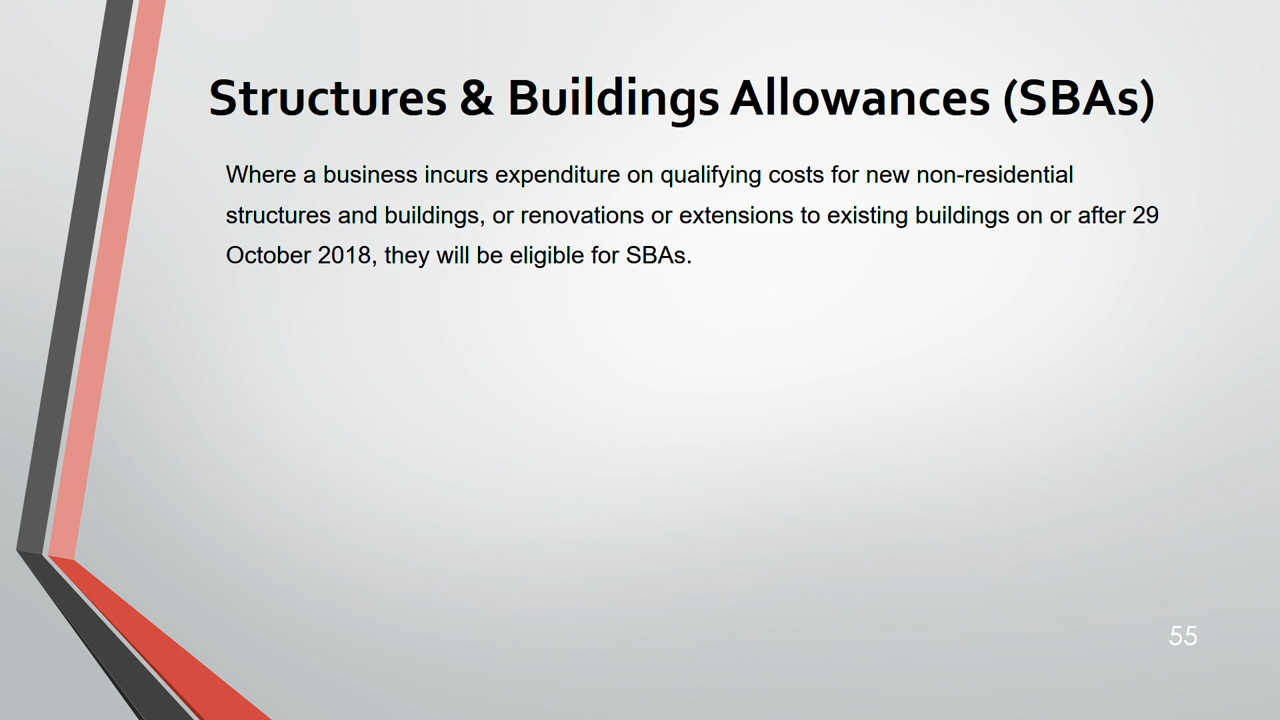 Structures & Buildings Allowances (SBAs)
Where a business incurs expenditure on qualifying costs for new non-residential
structures and buildings, or renovations or extensions to existing buildings on or after 29
October 2018, they will be eligible for SBAs.
55